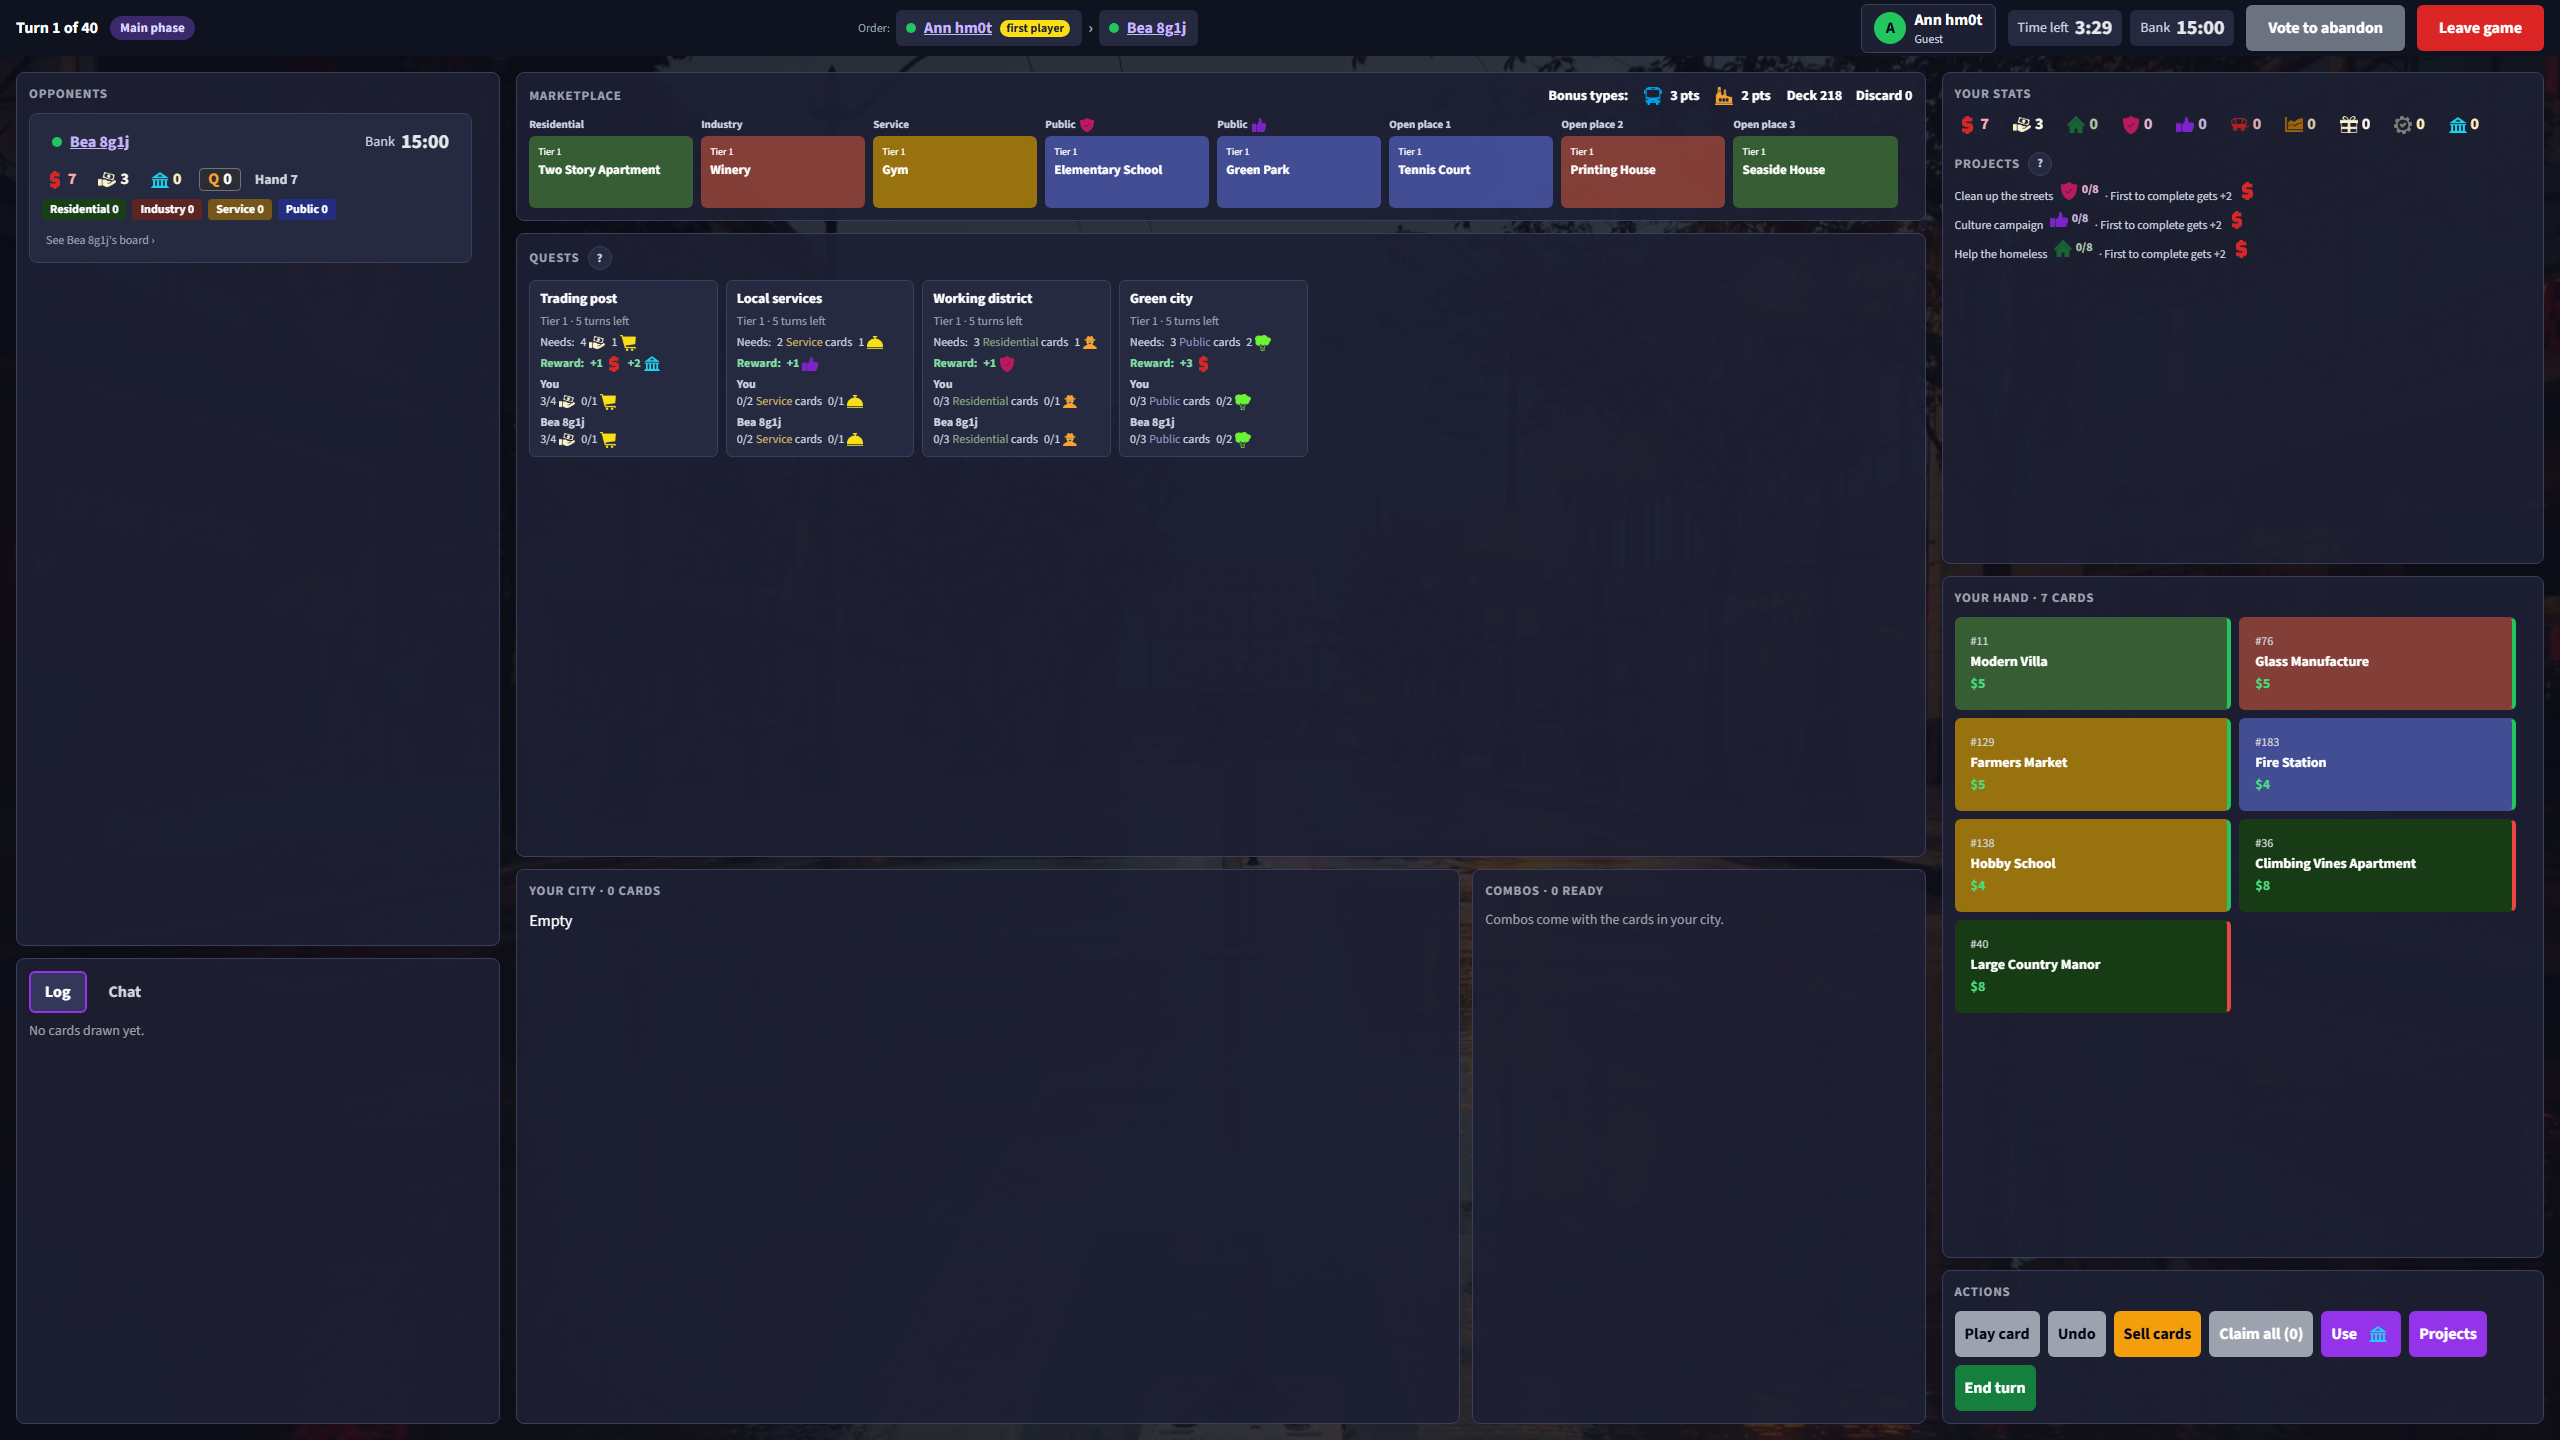 Turn 1 of 40 Main phase
Order: Ann hm0t first player › Bea 8g1j
A Ann hm0t
Guest
Time left 3:29
Bank 15:00
Vote to abandon
Leave game
OPPONENTS
Bea 8g1j Bank 15:00
7 3 0 Q 0 Hand 7
Residential 0 Industry 0 Service 0 Public 0
See Bea 8g1j's board ›
Log Chat
No cards drawn yet.
MARKETPLACE
Bonus types: 3 pts 2 pts Deck 218 Discard 0
Residential Industry Service Public Public Open place 1 Open place 2 Open place 3
Tier 1 Tier 1 Tier 1 Tier 1 Tier 1 Tier 1 Tier 1 Tier 1
Two Story Apartment Winery Gym Elementary School Green Park Tennis Court Printing House Seaside House
QUESTS ?
Trading post
Tier 1 · 5 turns left
Needs: 4 1
Reward: +1 +2
You
3/4 0/1
Bea 8g1j
3/4 0/1
Local services
Tier 1 · 5 turns left
Needs: 2 Service cards 1
Reward: +1
You
0/2 Service cards 0/1
Bea 8g1j
0/2 Service cards 0/1
Working district
Tier 1 · 5 turns left
Needs: 3 Residential cards 1
Reward: +1
You
0/3 Residential cards 0/1
Bea 8g1j
0/3 Residential cards 0/1
Green city
Tier 1 · 5 turns left
Needs: 3 Public cards 2
Reward: +3
You
0/3 Public cards 0/2
Bea 8g1j
0/3 Public cards 0/2
YOUR CITY · 0 CARDS
Empty
COMBOS · 0 READY
Combos come with the cards in your city.
YOUR STATS
$ 7 3 0 0 0 0 0 0 0 0
PROJECTS ?
Clean up the streets 0/8 · First to complete gets +2 $
Culture campaign 0/8 · First to complete gets +2 $
Help the homeless 0/8 · First to complete gets +2 $
YOUR HAND · 7 CARDS
#11
Modern Villa
$5
#76
Glass Manufacture
$5
#129
Farmers Market
$5
#183
Fire Station
$4
#138
Hobby School
$4
#36
Climbing Vines Apartment
$8
#40
Large Country Manor
$8
ACTIONS
Play card Undo Sell cards Claim all (0) Use Projects
End turn